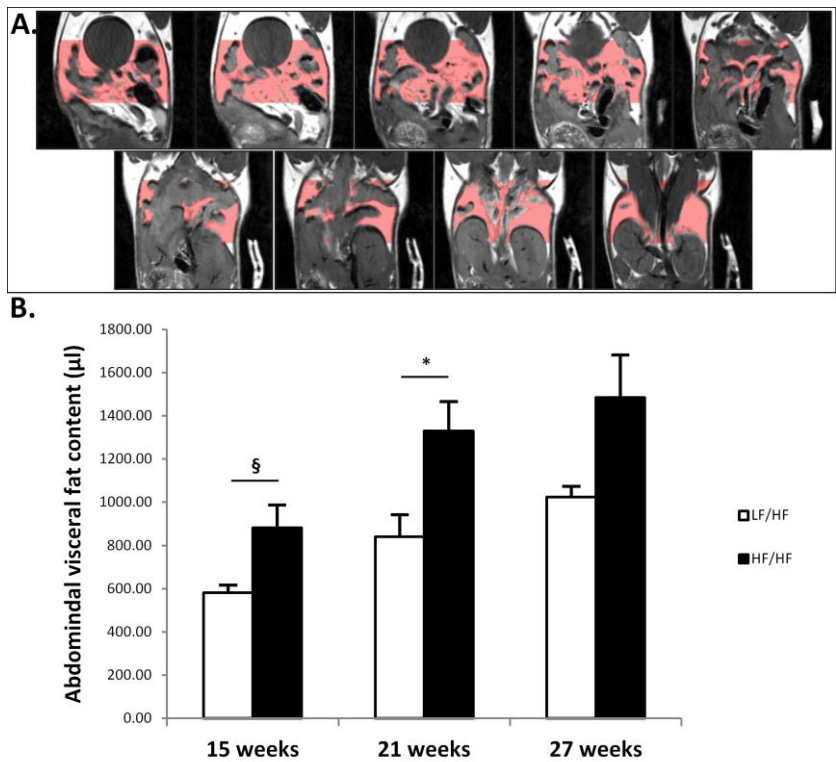 A.
B.
Abdomindal visceral fat content (µl)
1800.00
1600.00
1400.00
1200.00
1000.00
800.00
600.00
400.00
200.00
0.00
§
*
15 weeks
21 weeks
27 weeks
LF/HF
HF/HF